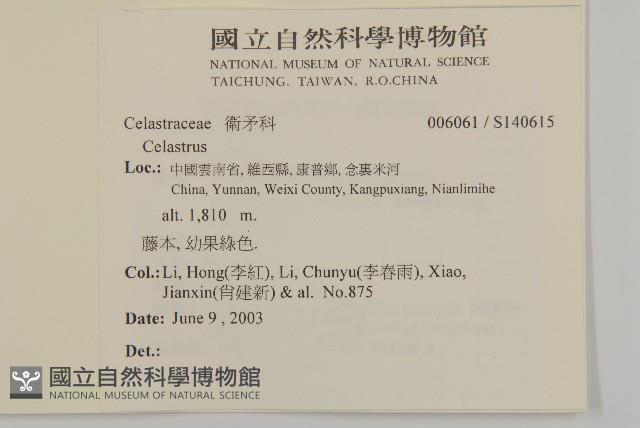 國立自然科學博物館
NATIONAL MUSEUM OF NATURAL SCIENCE
TAICHUNG, TAIWAN, R.O.CHINA
Celastraceae 衛矛科 006061 / S140615
Celastrus
Loc.: 中國雲南省, 維西縣, 康普鄉, 念裏米河
China, Yunnan, Weixi County, Kangpuxiang, Nianlimihe
alt. 1,810 m.
藤本, 幼果綠色.
Col.: Li, Hong(李紅), Li, Chunyu(李春雨), Xiao,
Jianxin(肖建新) & al. No.875
Date: June 9 , 2003
Det.:
國立自然科學博物館
NATIONAL MUSEUM OF NATURAL SCIENCE